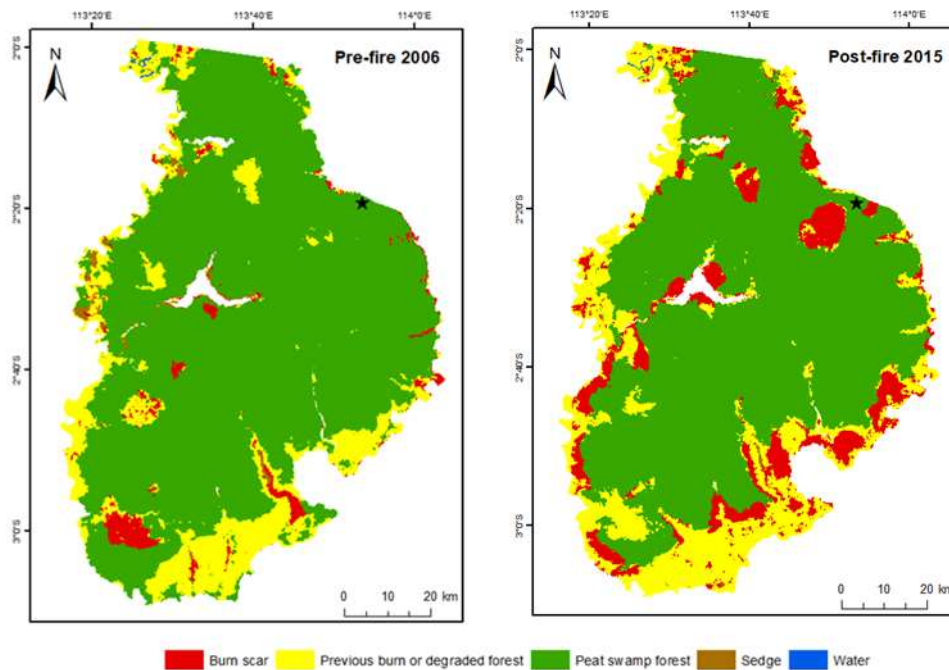 113°20'E 113°40'E 114°0'E
113°20'E 113°40'E 114°0'E
N
Pre-fire 2006
N
Post-fire 2015
2°0'S
2°20'S
2°40'S
3°0'S
2°0'S
2°20'S
2°40'S
3°0'S
0 10 20 km
0 10 20 km
Burn scar Previous burn or degraded forest Peat swamp forest Sedge Water